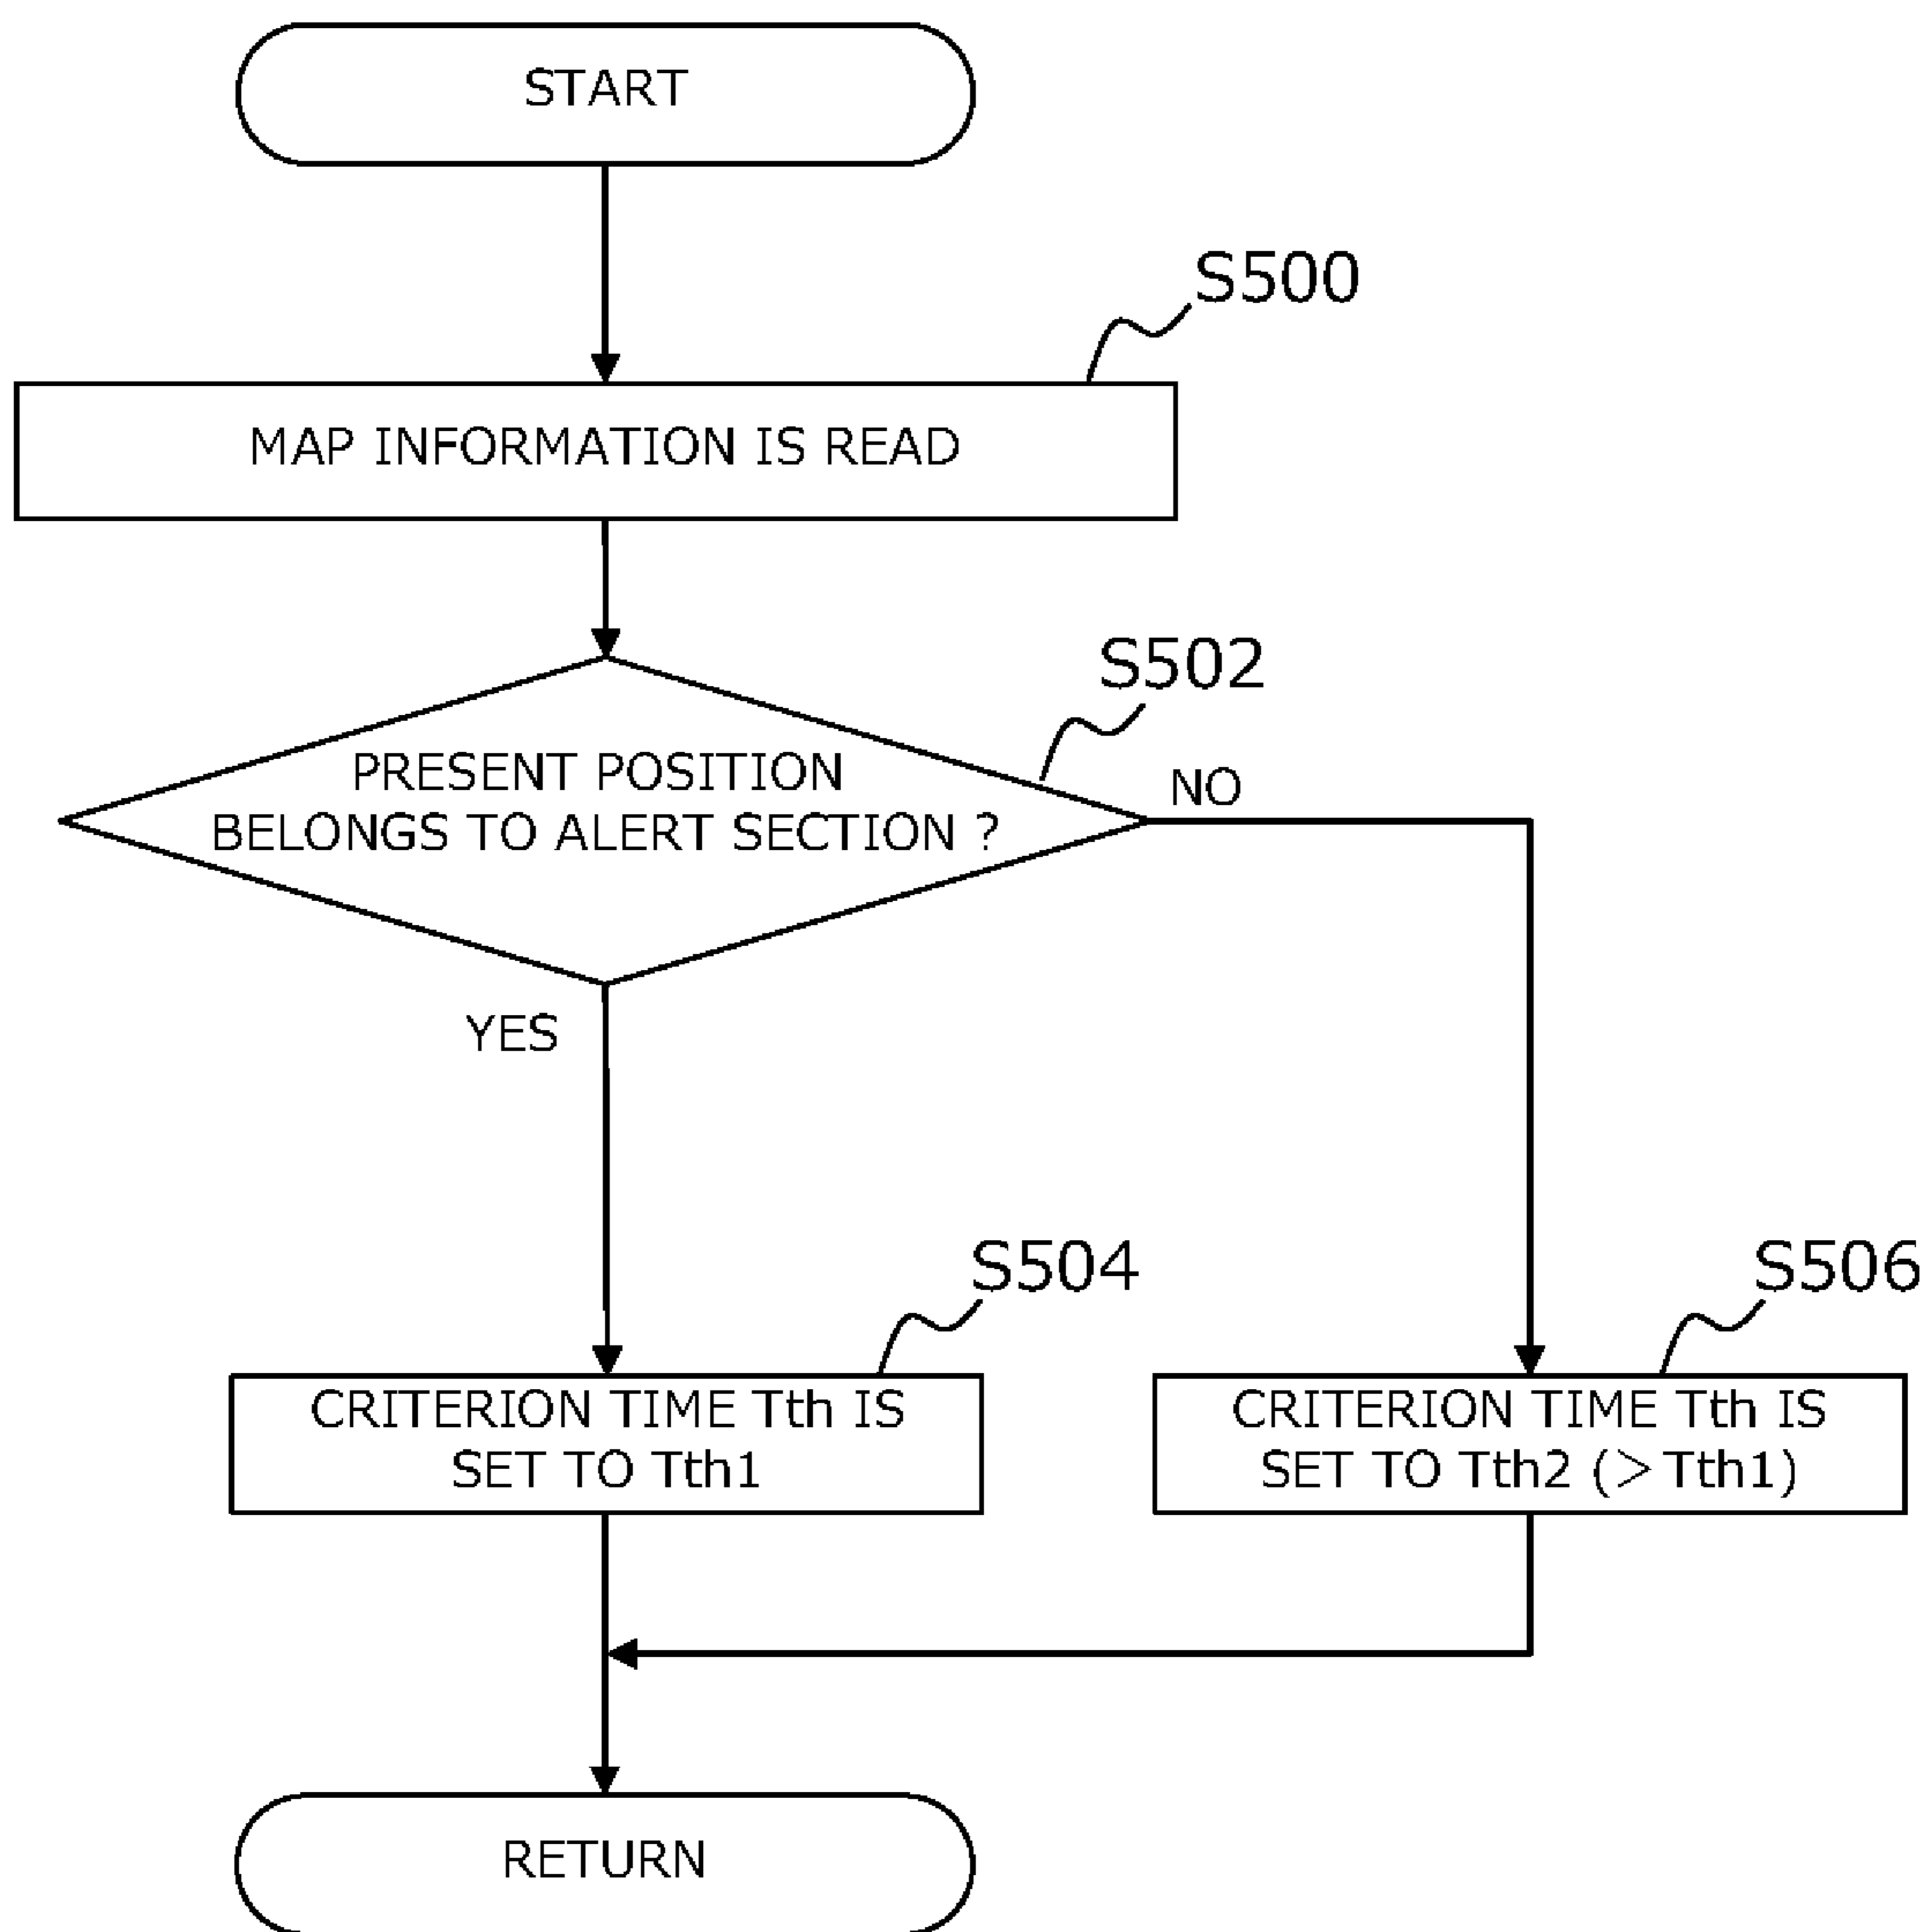 START
S500
MAP INFORMATION IS READ
S502
PRESENT POSITION
BELONGS TO ALERT SECTION ?
NO
YES
S504
CRITERION TIME Tth IS
SET TO Tth1
S506
CRITERION TIME Tth IS
SET TO Tth2 (> Tth1)
RETURN